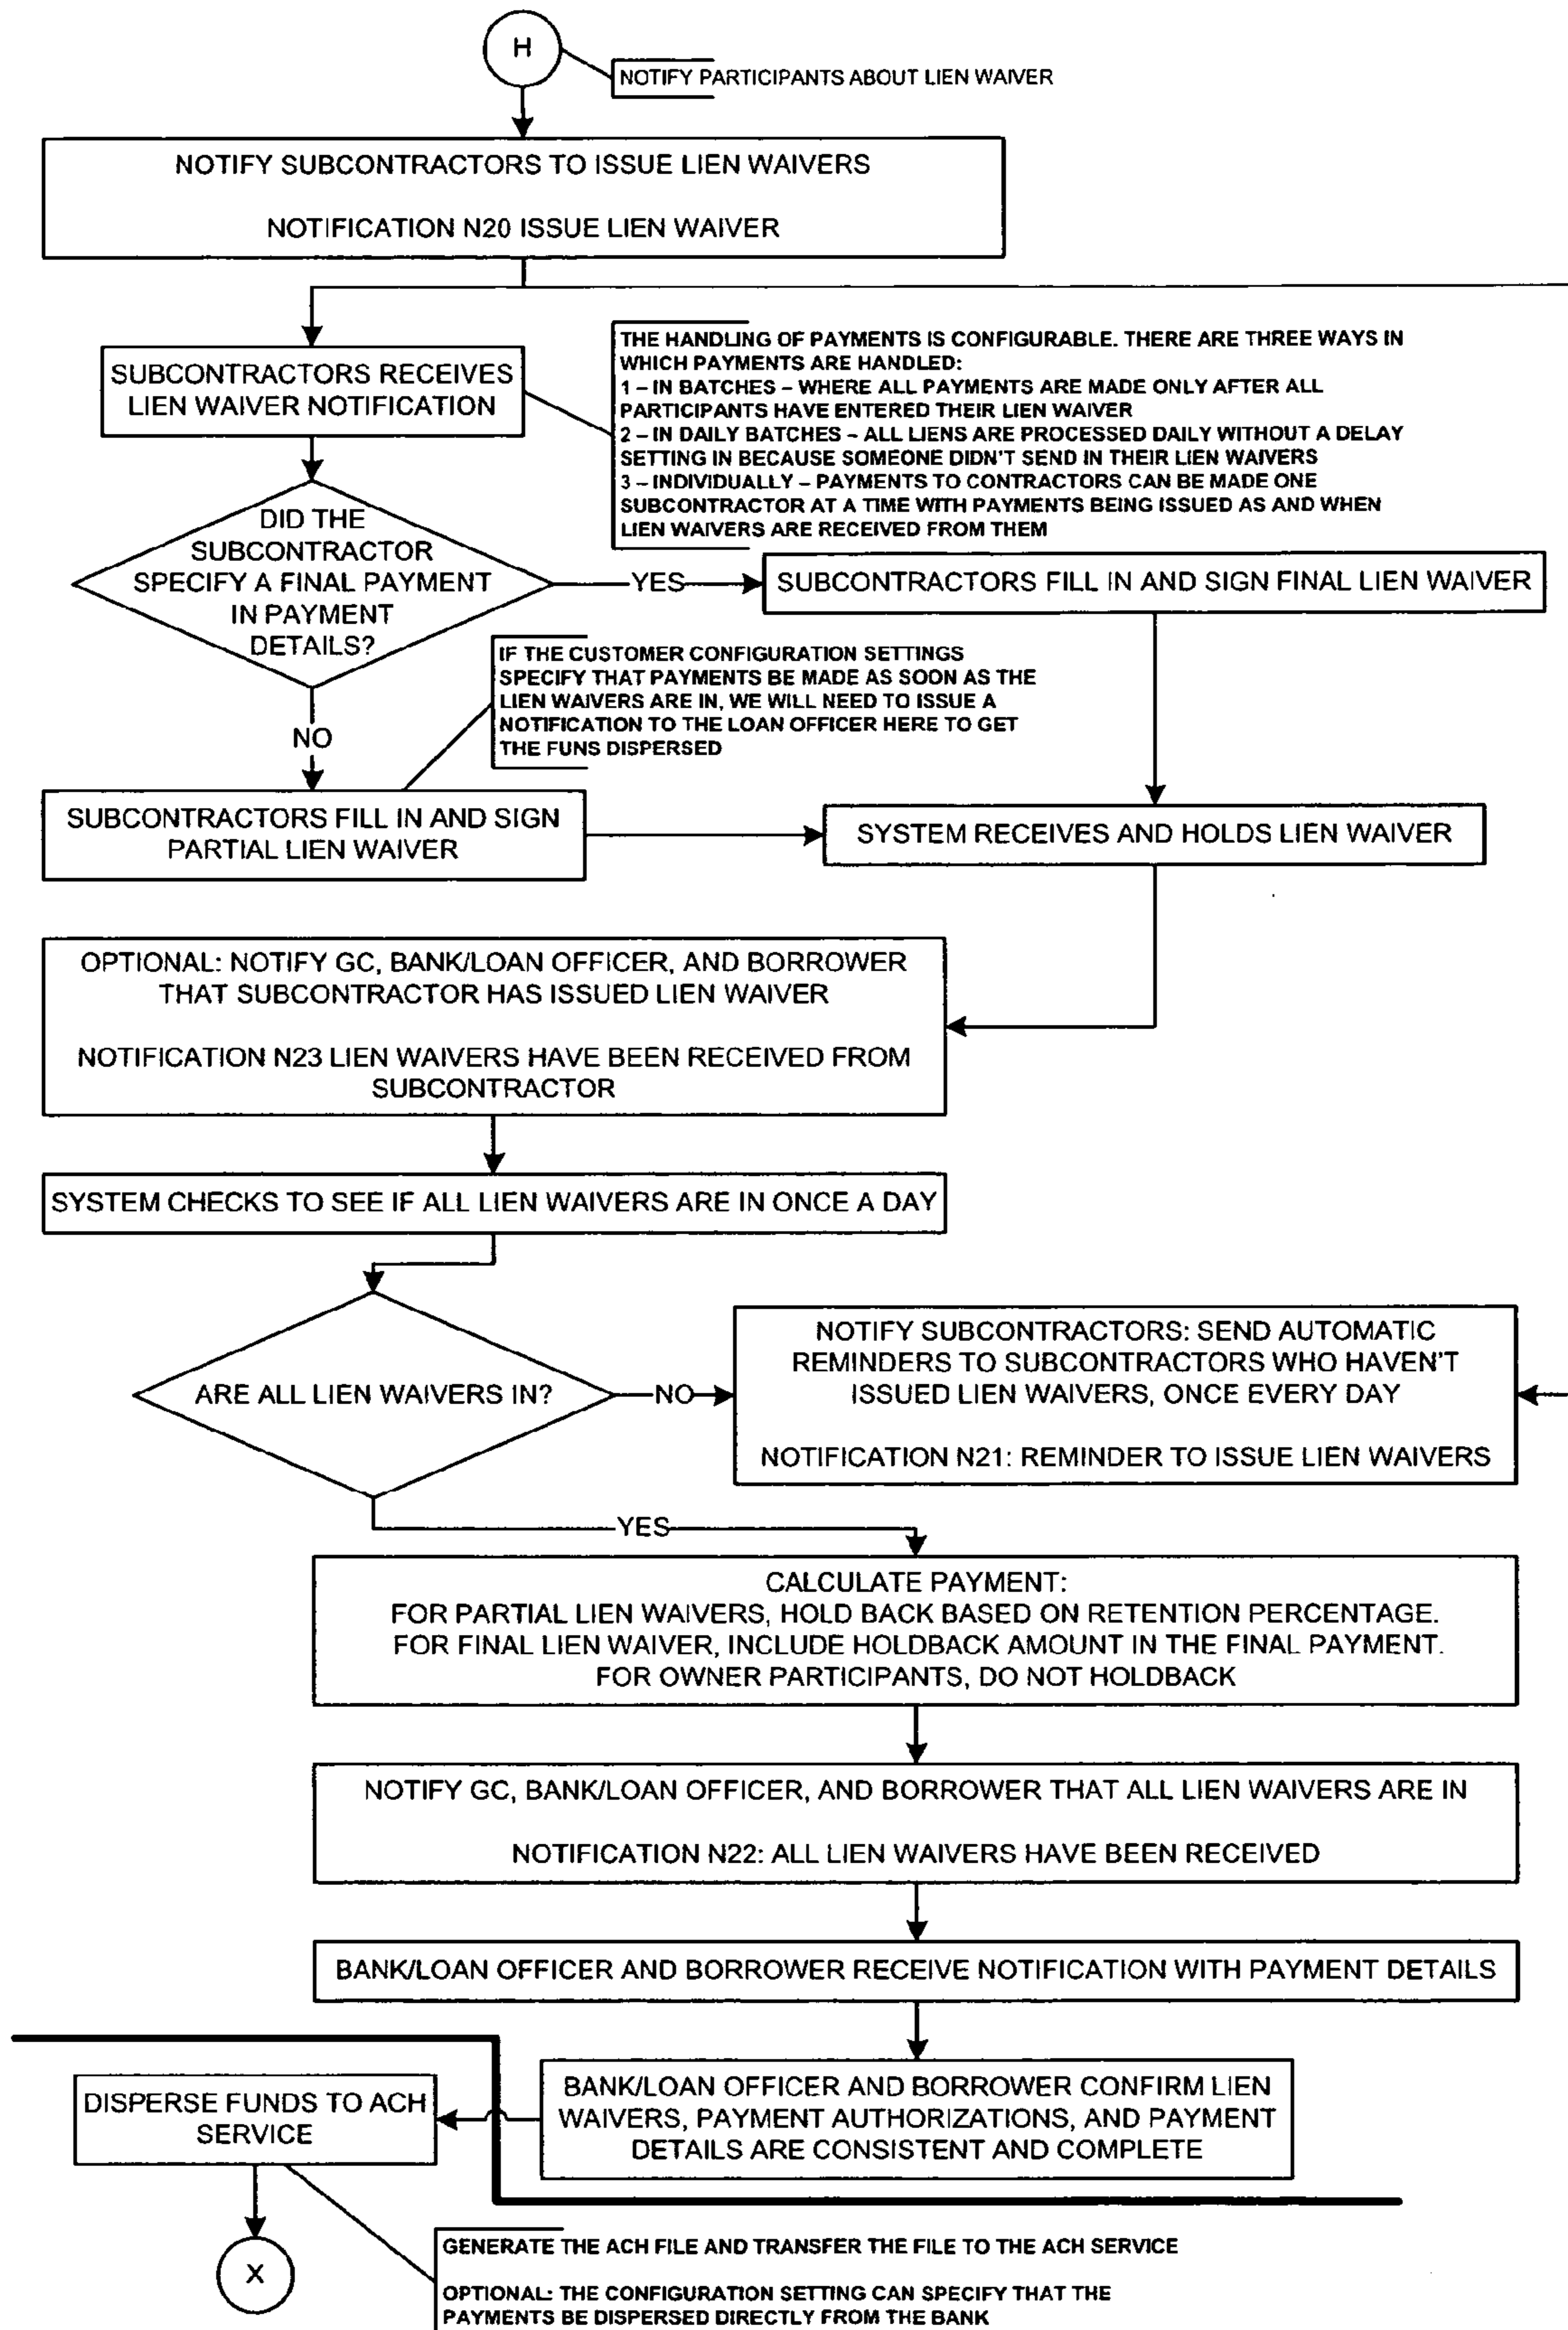 H
NOTIFY PARTICIPANTS ABOUT LIEN WAIVER
NOTIFY SUBCONTRACTORS TO ISSUE LIEN WAIVERS
NOTIFICATION N20 ISSUE LIEN WAIVER
SUBCONTRACTORS RECEIVES
LIEN WAIVER NOTIFICATION
THE HANDLING OF PAYMENTS IS CONFIGURABLE. THERE ARE THREE WAYS IN
WHICH PAYMENTS ARE HANDLED:
1 – IN BATCHES – WHERE ALL PAYMENTS ARE MADE ONLY AFTER ALL
PARTICIPANTS HAVE ENTERED THEIR LIEN WAIVER
2 – IN DAILY BATCHES – ALL LIENS ARE PROCESSED DAILY WITHOUT A DELAY
SETTING IN BECAUSE SOMEONE DIDN'T SEND IN THEIR LIEN WAIVERS
3 – INDIVIDUALLY – PAYMENTS TO CONTRACTORS CAN BE MADE ONE
SUBCONTRACTOR AT A TIME WITH PAYMENTS BEING ISSUED AS AND WHEN
LIEN WAIVERS ARE RECEIVED FROM THEM
DID THE
SUBCONTRACTOR
SPECIFY A FINAL PAYMENT
IN PAYMENT
DETAILS?
YES
SUBCONTRACTORS FILL IN AND SIGN FINAL LIEN WAIVER
IF THE CUSTOMER CONFIGURATION SETTINGS
SPECIFY THAT PAYMENTS BE MADE AS SOON AS THE
LIEN WAIVERS ARE IN, WE WILL NEED TO ISSUE A
NOTIFICATION TO THE LOAN OFFICER HERE TO GET
THE FUNS DISPERSED
NO
SUBCONTRACTORS FILL IN AND SIGN
PARTIAL LIEN WAIVER
SYSTEM RECEIVES AND HOLDS LIEN WAIVER
OPTIONAL: NOTIFY GC, BANK/LOAN OFFICER, AND BORROWER
THAT SUBCONTRACTOR HAS ISSUED LIEN WAIVER
NOTIFICATION N23 LIEN WAIVERS HAVE BEEN RECEIVED FROM
SUBCONTRACTOR
SYSTEM CHECKS TO SEE IF ALL LIEN WAIVERS ARE IN ONCE A DAY
ARE ALL LIEN WAIVERS IN?
NO
NOTIFY SUBCONTRACTORS: SEND AUTOMATIC
REMINDERS TO SUBCONTRACTORS WHO HAVEN'T
ISSUED LIEN WAIVERS, ONCE EVERY DAY
NOTIFICATION N21: REMINDER TO ISSUE LIEN WAIVERS
YES
CALCULATE PAYMENT:
FOR PARTIAL LIEN WAIVERS, HOLD BACK BASED ON RETENTION PERCENTAGE.
FOR FINAL LIEN WAIVER, INCLUDE HOLDBACK AMOUNT IN THE FINAL PAYMENT.
FOR OWNER PARTICIPANTS, DO NOT HOLDBACK
NOTIFY GC, BANK/LOAN OFFICER, AND BORROWER THAT ALL LIEN WAIVERS ARE IN
NOTIFICATION N22: ALL LIEN WAIVERS HAVE BEEN RECEIVED
BANK/LOAN OFFICER AND BORROWER RECEIVE NOTIFICATION WITH PAYMENT DETAILS
BANK/LOAN OFFICER AND BORROWER CONFIRM LIEN
WAIVERS, PAYMENT AUTHORIZATIONS, AND PAYMENT
DETAILS ARE CONSISTENT AND COMPLETE
DISPERSE FUNDS TO ACH
SERVICE
X
GENERATE THE ACH FILE AND TRANSFER THE FILE TO THE ACH SERVICE
OPTIONAL: THE CONFIGURATION SETTING CAN SPECIFY THAT THE
PAYMENTS BE DISPERSED DIRECTLY FROM THE BANK